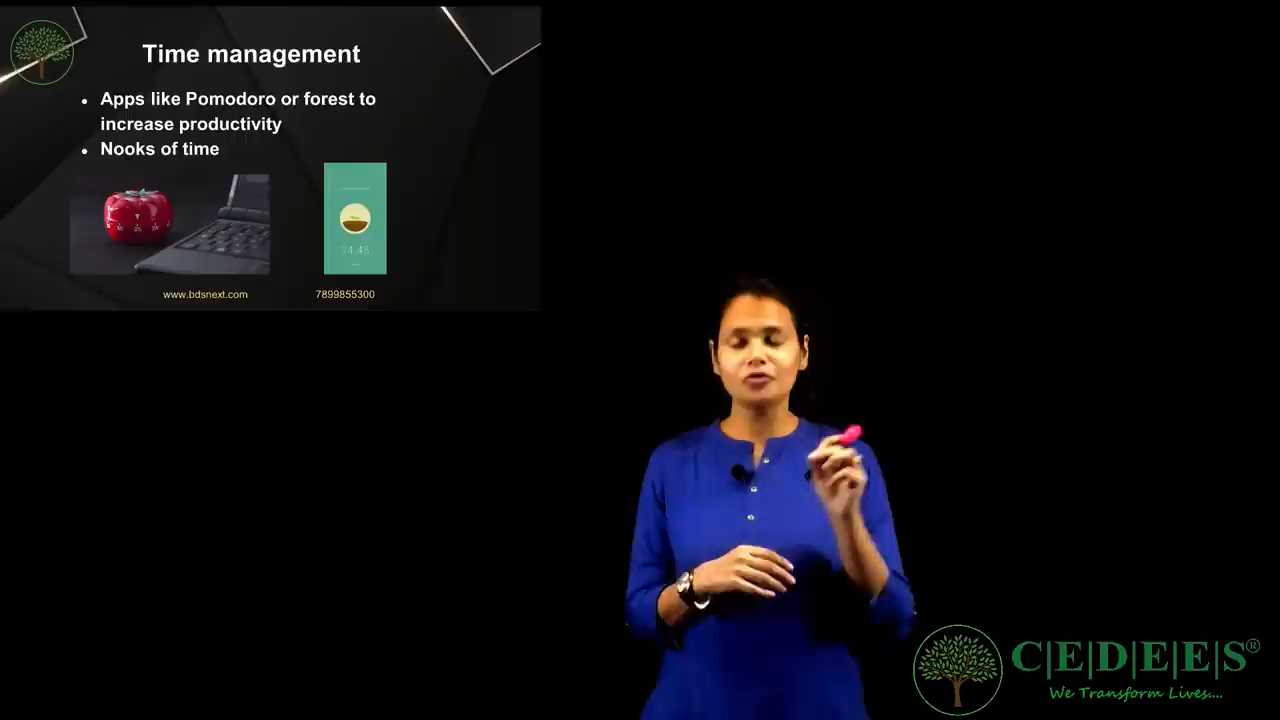 Time management
• Apps like Pomodoro or forest to
increase productivity
• Nooks of time
www.bdsnext.com 7899855300
C|E|D|E|E|S®
We Transform Lives....